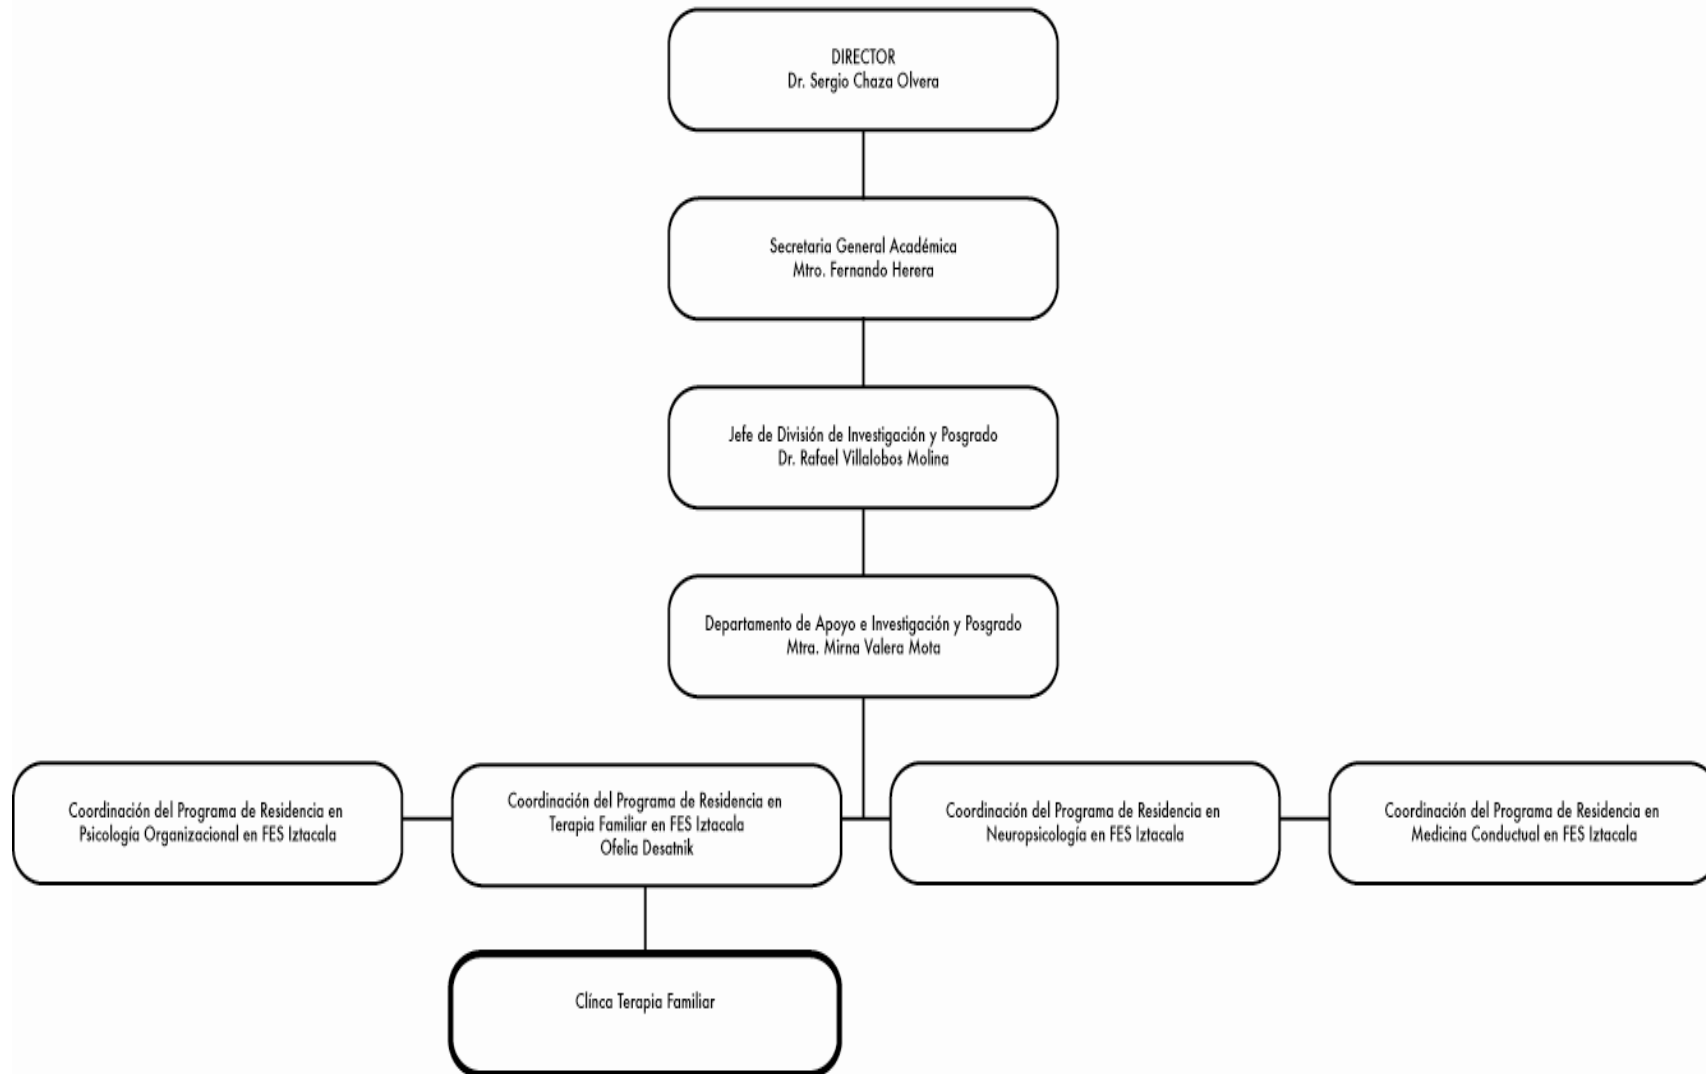 DIRECTOR
Dr. Sergio Chaza Olvera
Secretaria General Académica
Mtro. Fernando Herera
Jefe de División de Investigación y Posgrado
Dr. Rafael Villalobos Molina
Departamento de Apoyo e Investigación y Posgrado
Mtra. Mirna Valera Mota
Coordinación del Programa de Residencia en
Psicología Organizacional en FES Iztacala
Coordinación del Programa de Residencia en
Terapia Familiar en FES Iztacala
Ofelia Desatnik
Coordinación del Programa de Residencia en
Neuropsicología en FES Iztacala
Coordinación del Programa de Residencia en
Medicina Conductual en FES Iztacala
Clínca Terapia Familiar